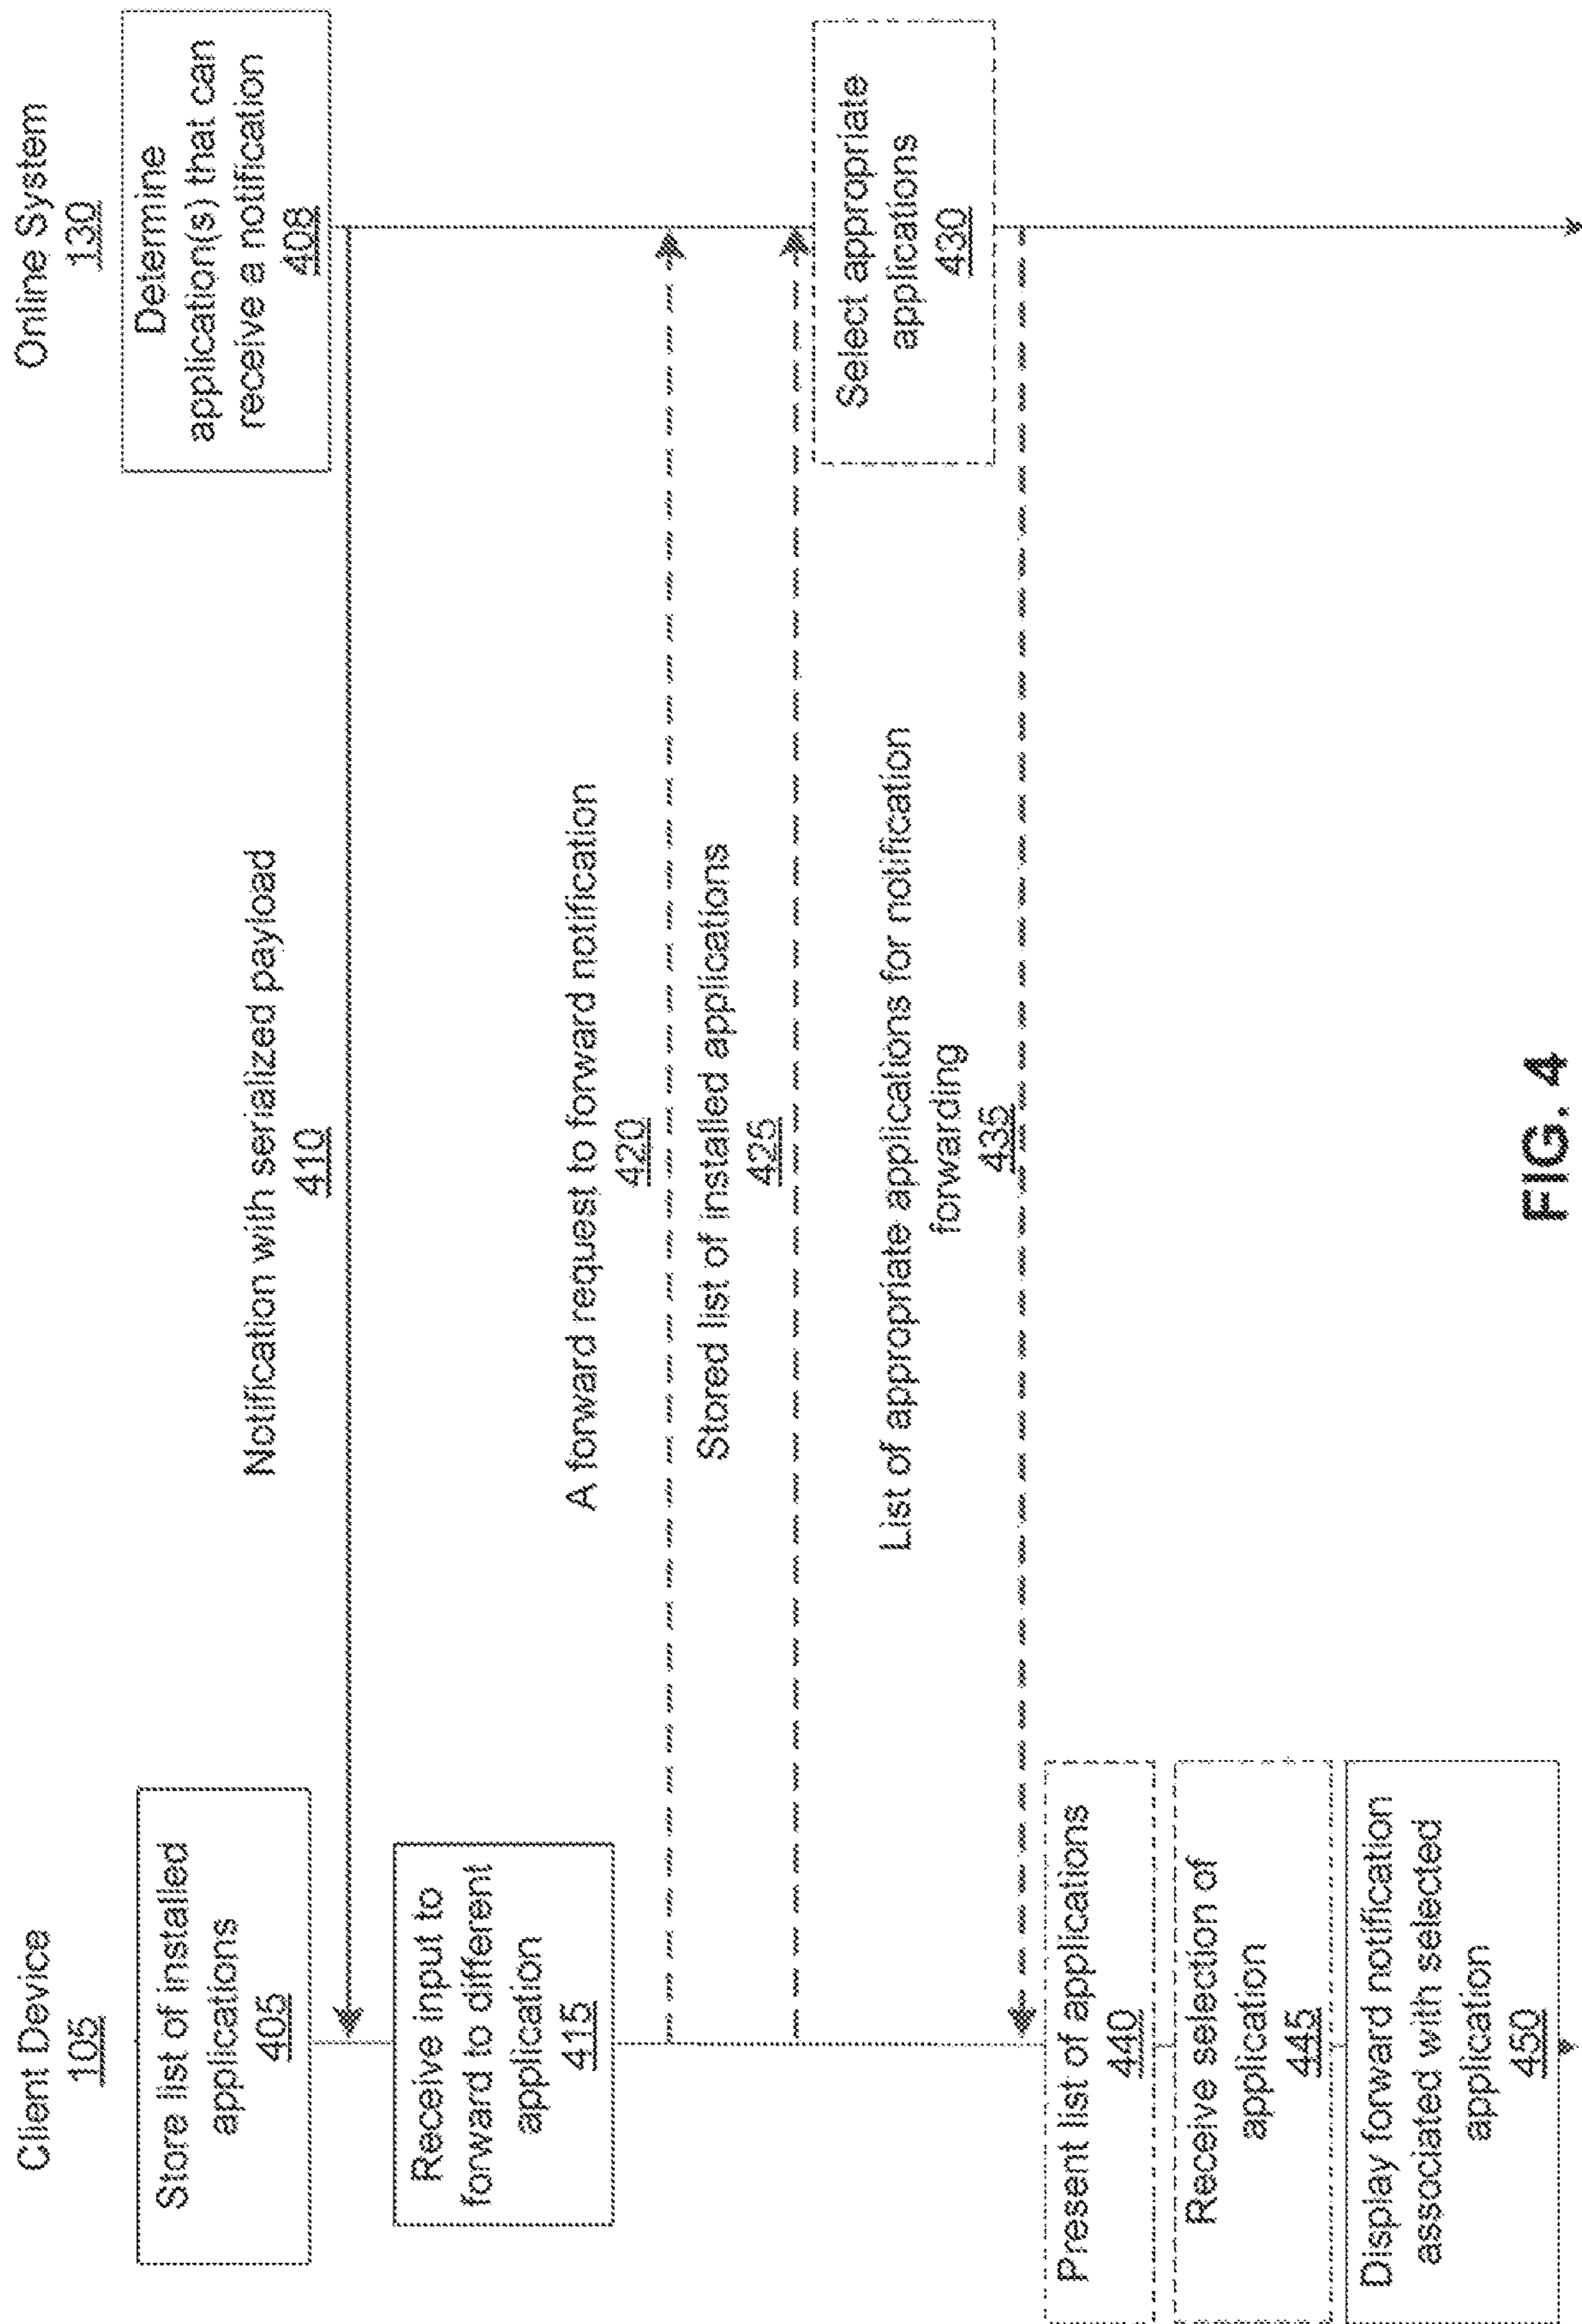 Client Device
105
Online System
130
Store list of installed
applications
405
Determine
application(s) that can
receive a notification
408
Notification with serialized payload
410
Receive input to
forward to different
application
415
A forward request to forward notification
420
Stored list of installed applications
425
Select appropriate
applications
430
List of appropriate applications for notification
forwarding
435
Present list of applications
440
Receive selection of
application
445
Display forward notification
associated with selected
application
450
FIG. 4